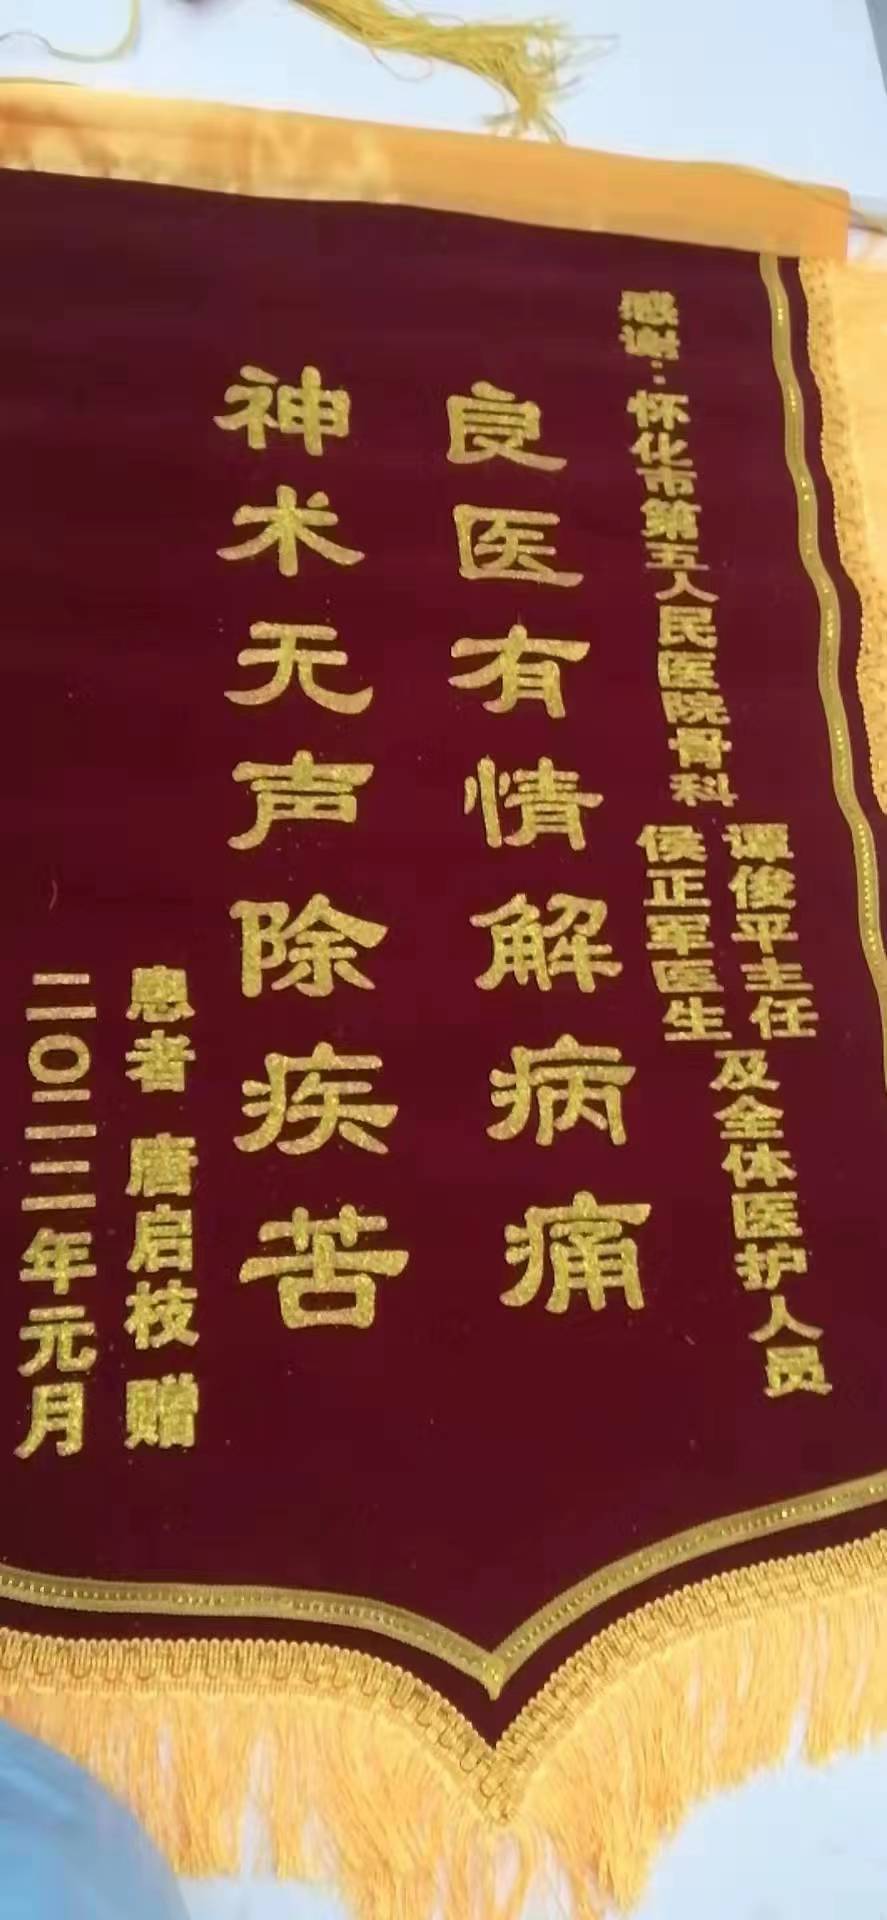 感谢：怀化市第五人民医院骨科
谭俊平主任
侯正军医生
及全体医护人员
良医有情解病痛
神术无声除疾苦
患者 唐启枝 赠
二〇二二年元月